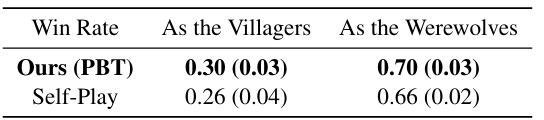 Win Rate As the Villagers As the Werewolves
Ours (PBT) 0.30 (0.03) 0.70 (0.03)
Self-Play 0.26 (0.04) 0.66 (0.02)